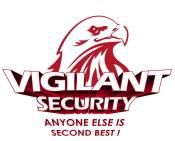 VIGILANT
SECURITY
ANYONE ELSE IS
SECOND BEST !